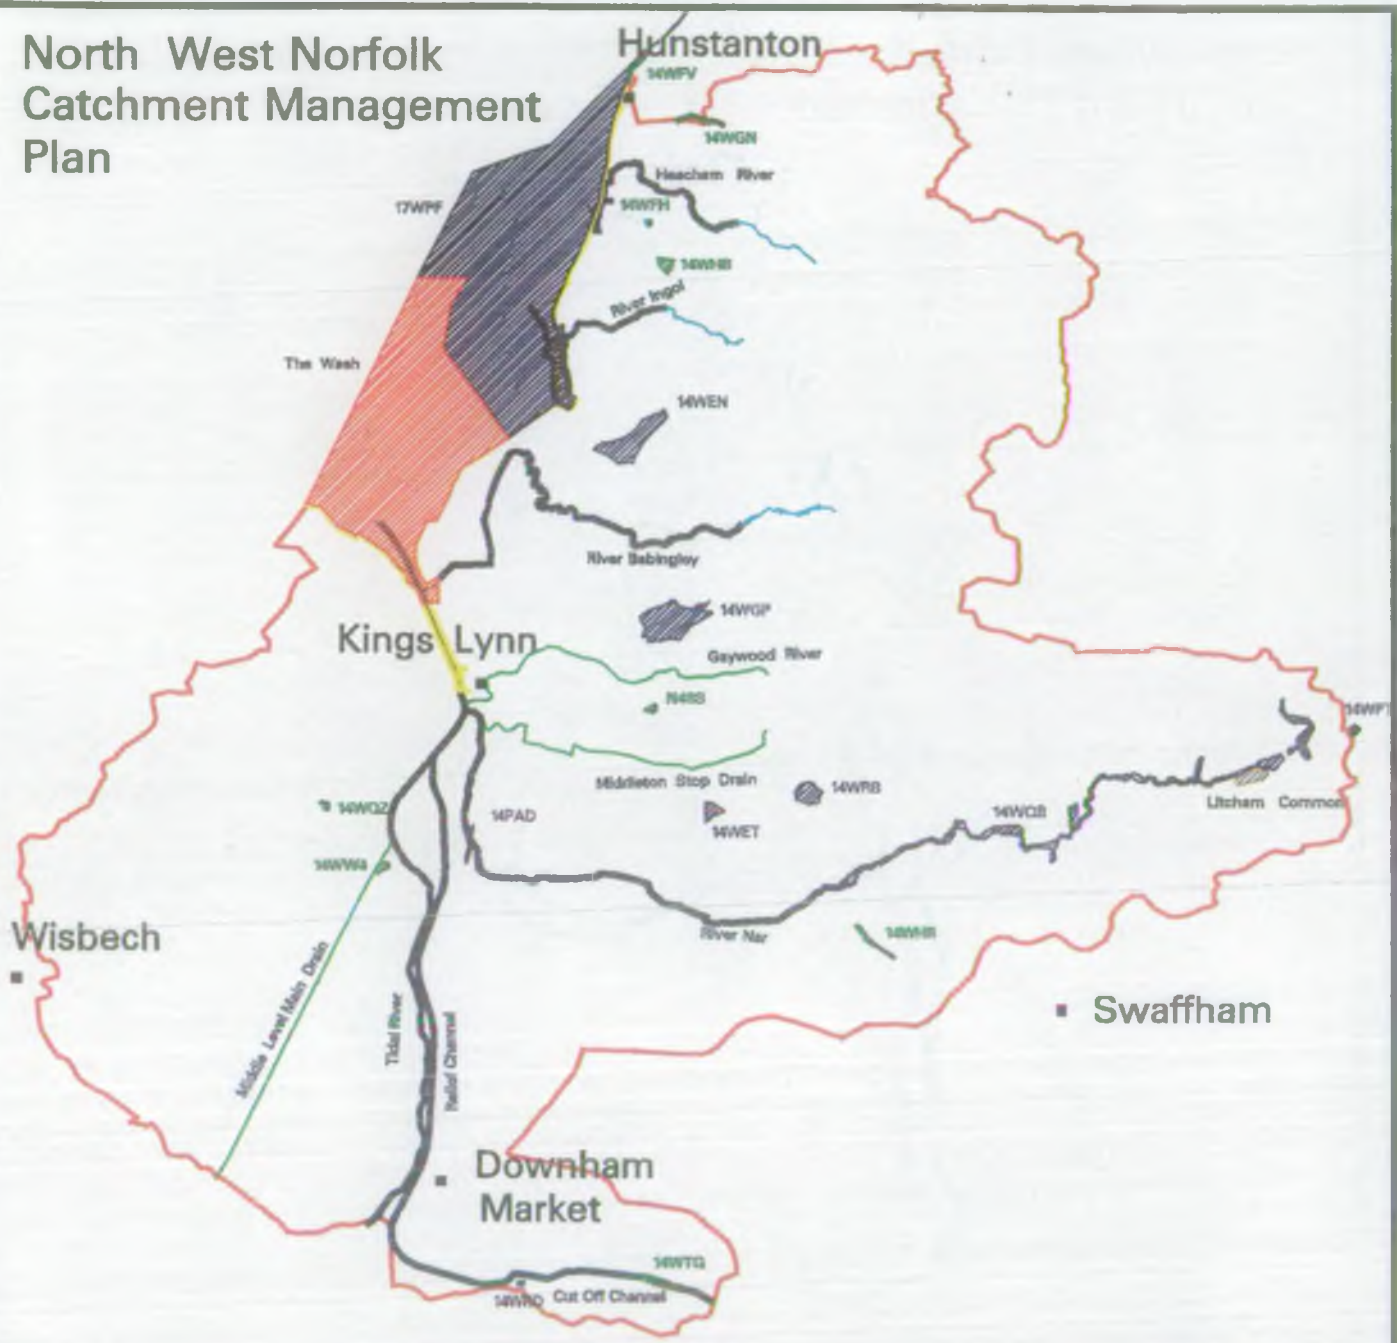 North West Norfolk
Catchment Management
Plan
Hunstanton
14WFV
14WGN
Heacham River
17WPF
14WFH
14WHB
River Ingol
The Wash
14WEN
River Babingley
14WGP
Kings Lynn
Gaywood River
Middleton Stop Drain
14WRB
14WQZ
14PAD
14WET
14WQB
Litcham Common
14WW4
River Nar
14WHR
Wisbech
Middle Level Main Drain
Tidal River
Relief Channel
Swaffham
Downham
Market
14WTG
Cut Off Channel